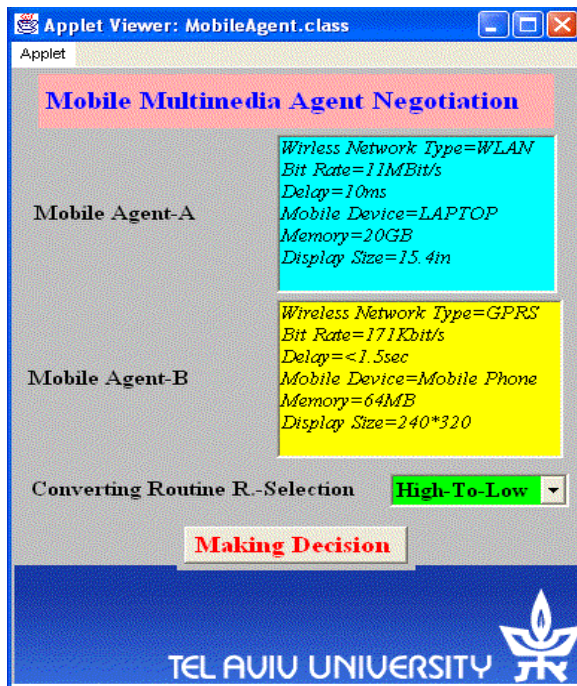 Applet Viewer: MobileAgent.class
Applet
Mobile Multimedia Agent Negotiation
Mobile Agent-A
Wirless Network Type=WLAN
Bit Rate=11MBit/s
Delay=10ms
Mobile Device=LAPTOP
Memory=20GB
Display Size=15.4in
Mobile Agent-B
Wireless Network Type=GPRS
Bit Rate=171Kbit/s
Delay=<1.5sec
Mobile Device=Mobile Phone
Memory=64MB
Display Size=240*320
Converting Routine R.-Selection
High-To-Low
Making Decision
TEL AVIV UNIVERSITY